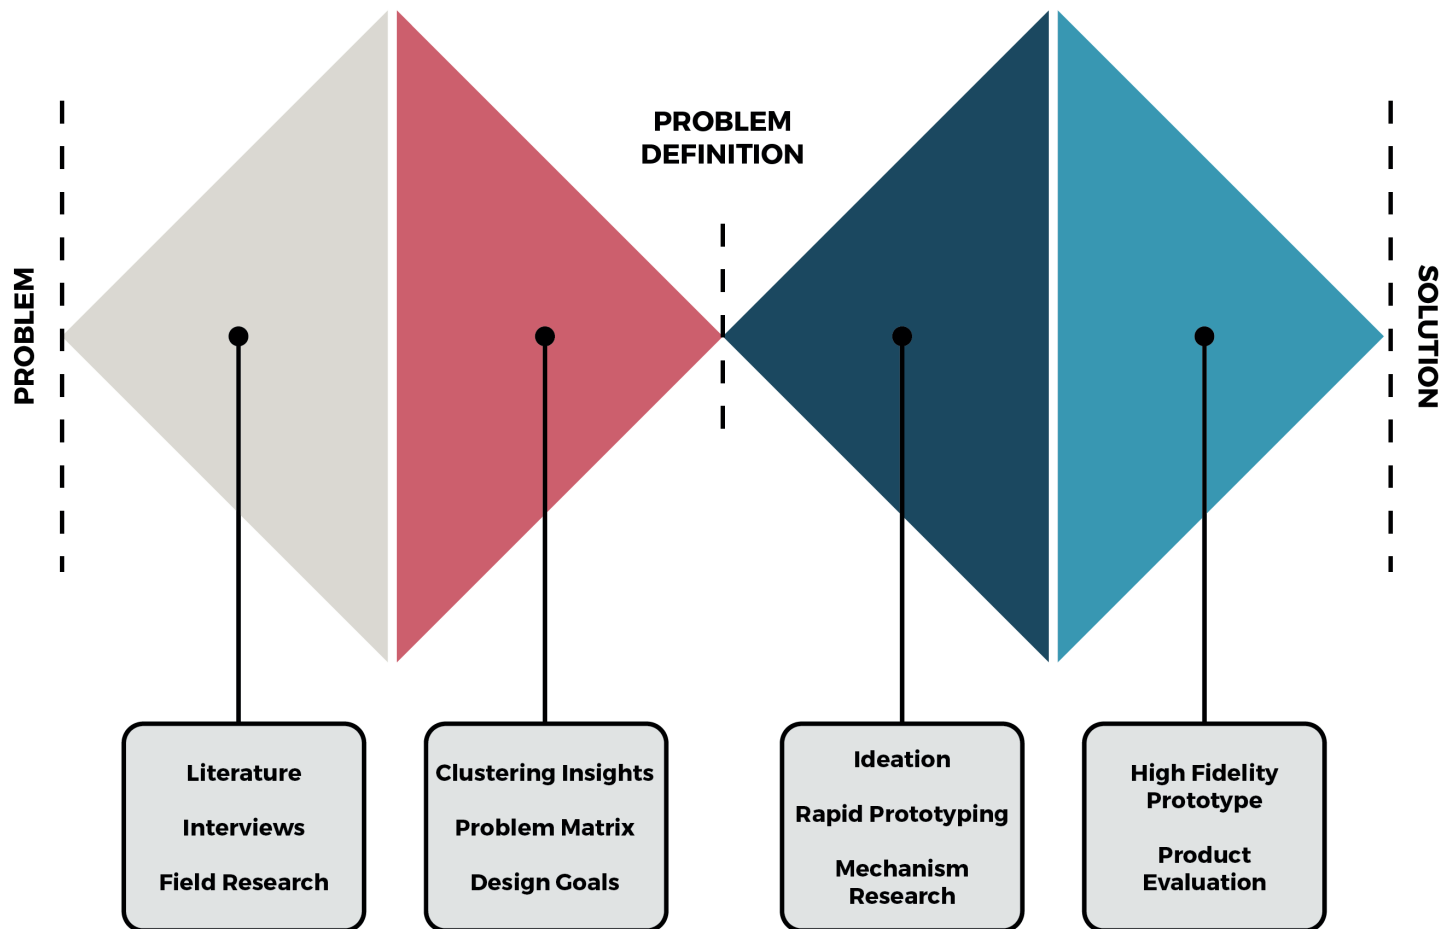 PROBLEM
DEFINITION
PROBLEM
SOLUTION
Literature
Interviews
Field Research
Clustering Insights
Problem Matrix
Design Goals
Ideation
Rapid Prototyping
Mechanism
Research
High Fidelity
Prototype
Product
Evaluation